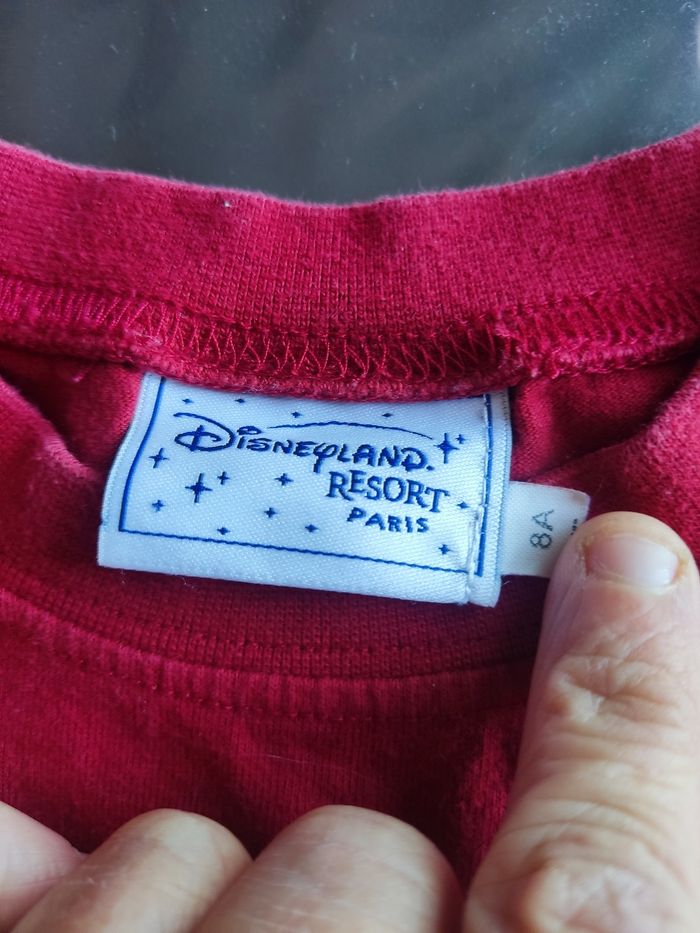 Disneyland
RESORT
PARIS
8A